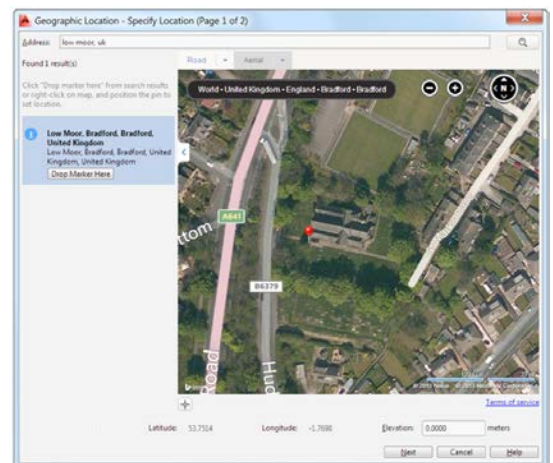 Geographic Location - Specify Location (Page 1 of 2)
Address: low moor, uk
Found 1 result(s)
Click "Drop marker here" from search results
or right-click on map, and position the pin to
set location.
Low Moor, Bradford, Bradford,
United Kingdom
Low Moor, Bradford, Bradford, United
Kingdom, United Kingdom
Drop Marker Here
Road
Aerial
World • United Kingdom • England • Bradford • Bradford
N
A641
ttom
B6379
Road
Hud
Terms of service
Latitude: 53.7514
Longitude: -1.7698
Elevation: 0.0000 meters
Next
Cancel
Help